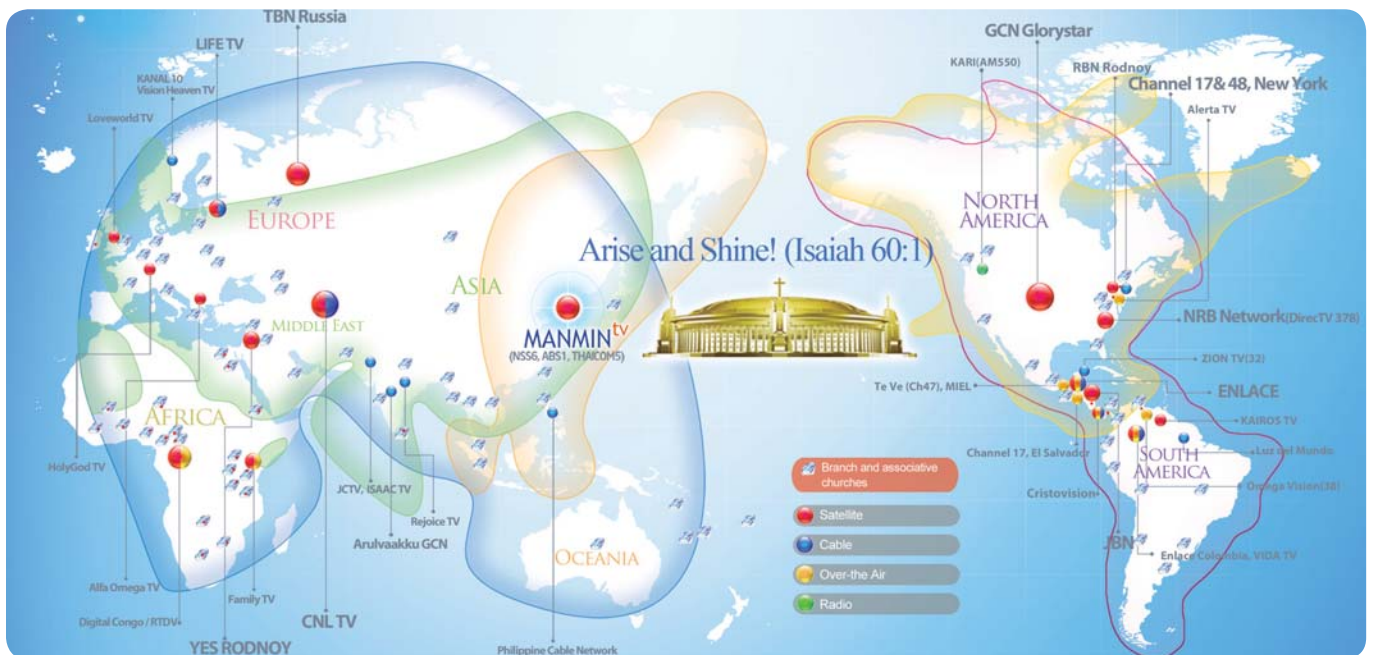 TBN Russia
LIFE TV
KANAL 10
Vision Heaven TV
Loveworld TV
EUROPE
ASIA
MIDDLE EAST
AFRICA
MANMIN tv
(NSS6, ABS1, THAICOM5)
Arise and Shine! (Isaiah 60:1)
HolyGod TV
Alfa Omega TV
Digital Congo / RTDV
YES RODNOY
Family TV
CNL TV
JCTV, ISAAC TV
Arulvaakku GCN
Rejoice TV
Philippine Cable Network
OCEANIA
GCN Glorystar
KARI(AM550)
RBN Rodnoy
Channel 17& 48, New York
Alerta TV
NORTH
AMERICA
NRB Network(DirecTV 378)
ZION TV(32)
Te Ve (Ch47), MIEL
ENLACE
KAIROS TV
Channel 17, El Salvador
Luz del Mundo
SOUTH
AMERICA
Omega Vision(38)
Cristovision
JBN
Enlace Colombia, VIDA TV
Branch and associative
churches
Satellite
Cable
Over-the Air
Radio